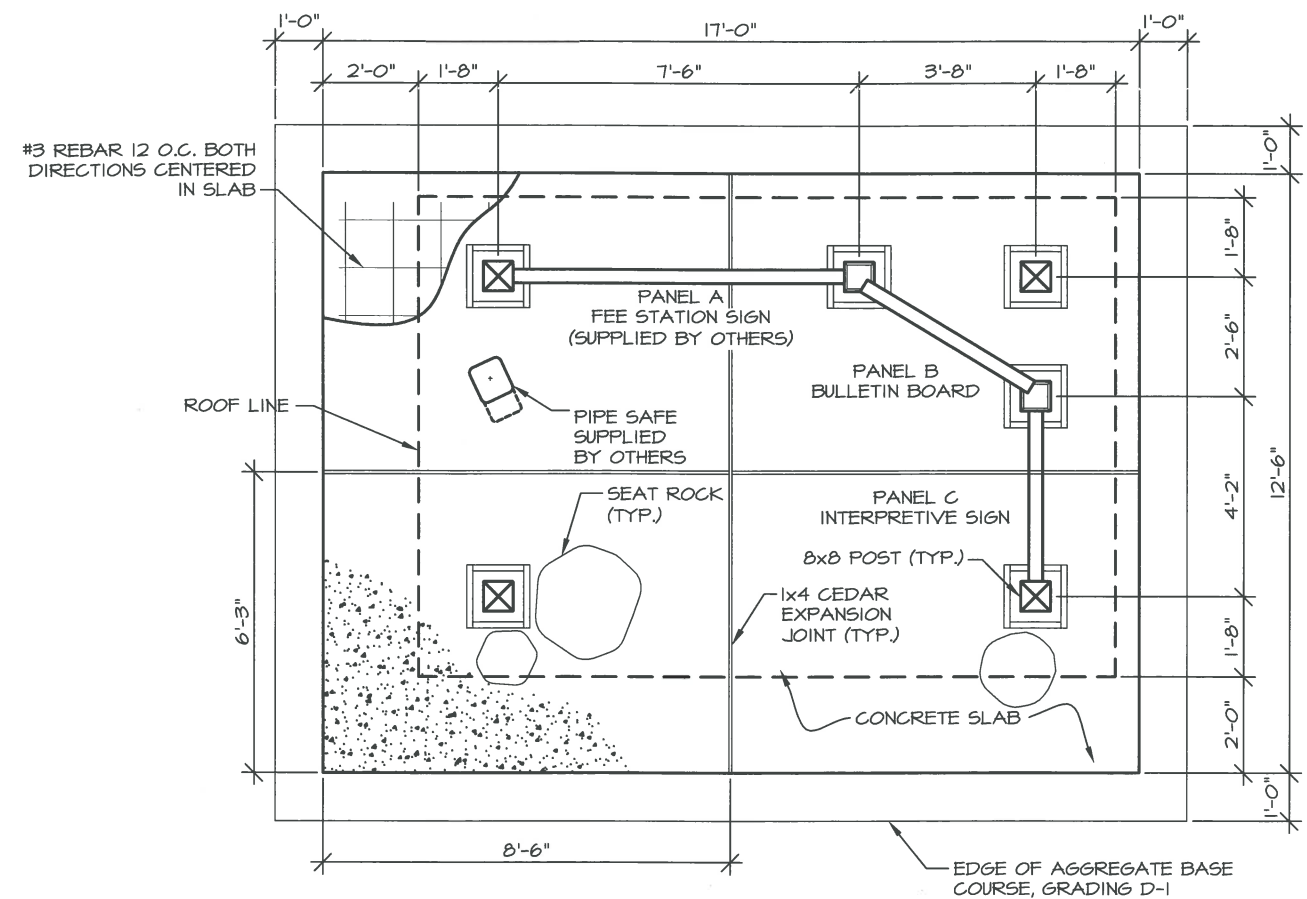 1'-0"
17'-0"
1'-0"
2'-0"
1'-8"
7'-6"
3'-8"
1'-8"
#3 REBAR 12 O.C. BOTH
DIRECTIONS CENTERED
IN SLAB
1'-0"
1'-8"
PANEL A
FEE STATION SIGN
(SUPPLIED BY OTHERS)
2'-6"
PANEL B
BULLETIN BOARD
ROOF LINE
PIPE SAFE
SUPPLIED
BY OTHERS
12'-6"
4'-2"
SEAT ROCK
(TYP.)
PANEL C
INTERPRETIVE SIGN
8x8 POST (TYP.)
1x4 CEDAR
EXPANSION
JOINT (TYP.)
6'-3"
1'-8"
CONCRETE SLAB
2'-0"
1'-0"
8'-6"
EDGE OF AGGREGATE BASE
COURSE, GRADING D-1